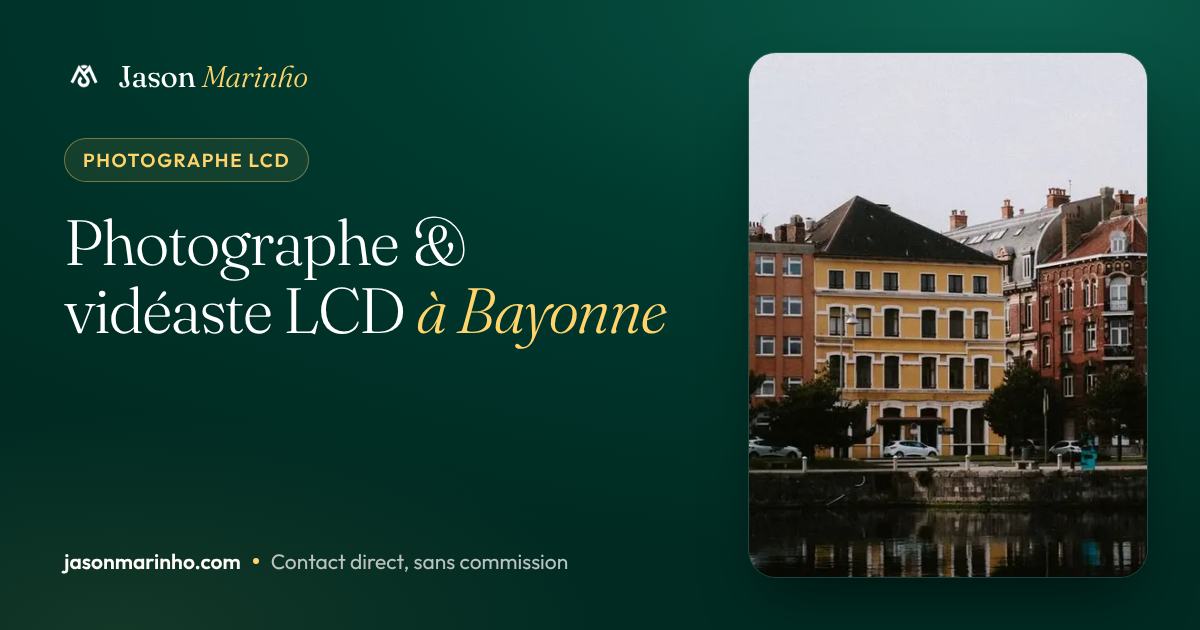 Jason Marinho
PHOTOGRAPHE LCD
Photographe &
vidéaste LCD à Bayonne
jasonmarinho.com • Contact direct, sans commission